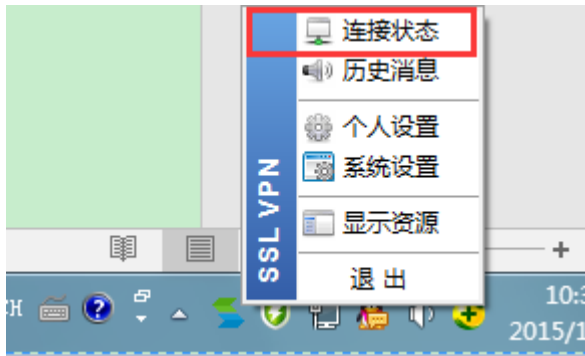 连接状态
历史消息
个人设置
系统设置
显示资源
退 出
SSL VPN
CH
10:3
2015/1